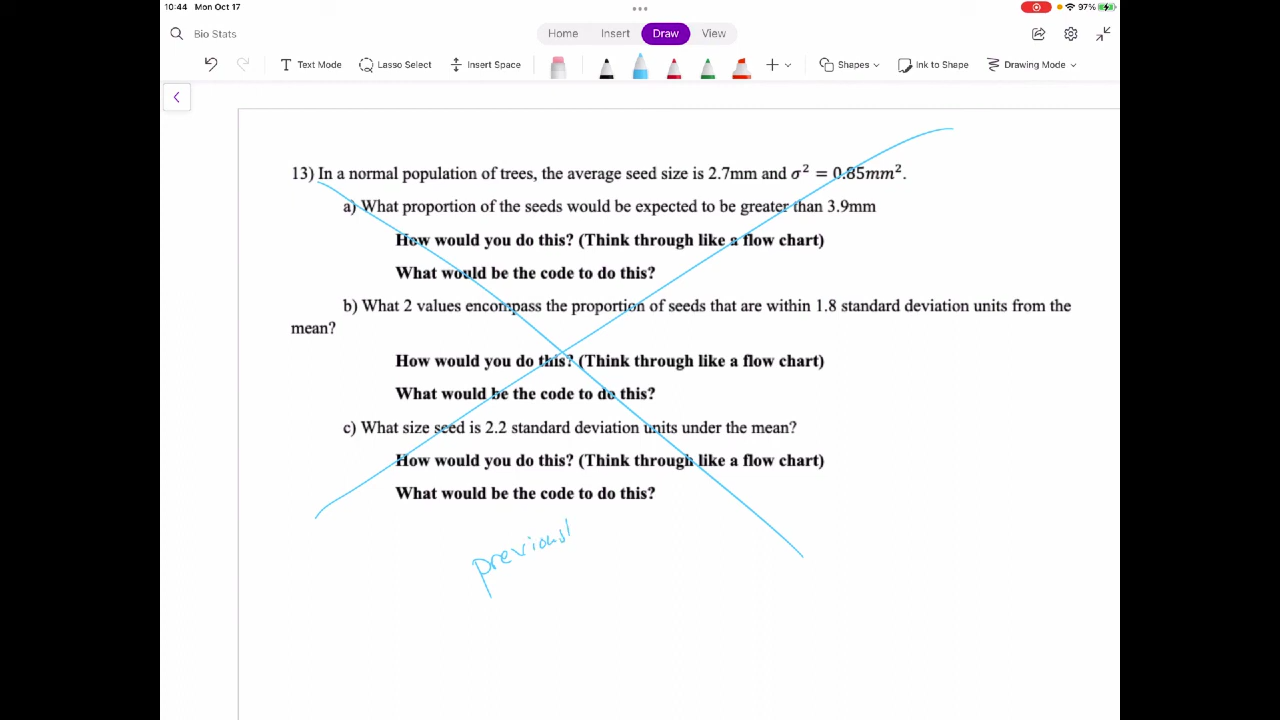 10:44 Mon Oct 17
97%
Bio Stats
Home Insert Draw View
Text Mode Lasso Select Insert Space Shapes Ink to Shape Drawing Mode
13) In a normal population of trees, the average seed size is 2.7mm and σ² = 0.85mm².
a) What proportion of the seeds would be expected to be greater than 3.9mm
How would you do this? (Think through like a flow chart)
What would be the code to do this?
b) What 2 values encompass the proportion of seeds that are within 1.8 standard deviation units from the
mean?
How would you do this? (Think through like a flow chart)
What would be the code to do this?
c) What size seed is 2.2 standard deviation units under the mean?
How would you do this? (Think through like a flow chart)
What would be the code to do this?
previousl